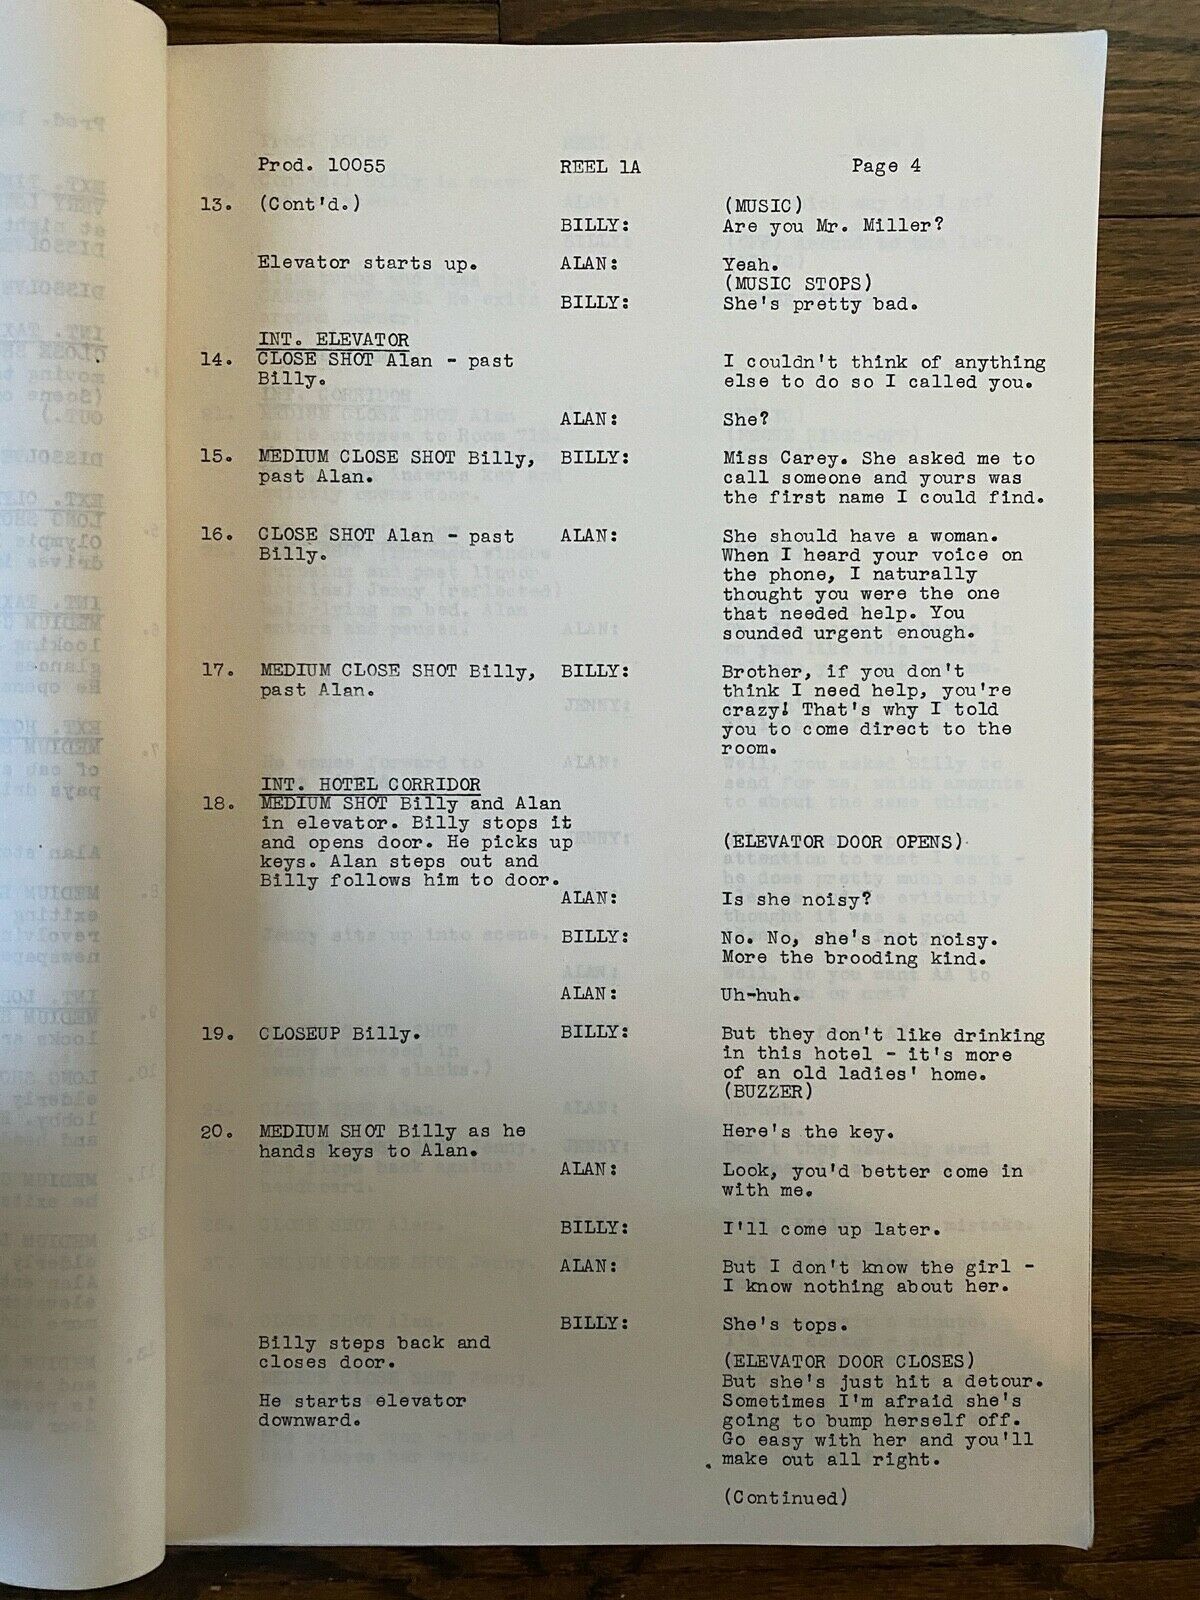 Prod. 10055 REEL 1A Page 4
13. (Cont'd.) (MUSIC)
BILLY: Are you Mr. Miller?
Elevator starts up. ALAN: Yeah.
(MUSIC STOPS)
BILLY: She's pretty bad.
INT. ELEVATOR
14. CLOSE SHOT Alan - past I couldn't think of anything
Billy. else to do so I called you.
ALAN: She?
15. MEDIUM CLOSE SHOT Billy, BILLY: Miss Carey. She asked me to
past Alan. call someone and yours was
the first name I could find.
16. CLOSE SHOT Alan - past ALAN: She should have a woman.
Billy. When I heard your voice on
the phone, I naturally
thought you were the one
that needed help. You
sounded urgent enough.
17. MEDIUM CLOSE SHOT Billy, BILLY: Brother, if you don't
past Alan. think I need help, you're
crazy! That's why I told
you to come direct to the
room.
INT. HOTEL CORRIDOR
18. MEDIUM SHOT Billy and Alan
in elevator. Billy stops it
and opens door. He picks up (ELEVATOR DOOR OPENS)
keys. Alan steps out and
Billy follows him to door.
ALAN: Is she noisy?
BILLY: No. No, she's not noisy.
More the brooding kind.
ALAN: Uh-huh.
19. CLOSEUP Billy. BILLY: But they don't like drinking
in this hotel - it's more
of an old ladies' home.
(BUZZER)
20. MEDIUM SHOT Billy as he Here's the key.
hands keys to Alan.
ALAN: Look, you'd better come in
with me.
BILLY: I'll come up later.
ALAN: But I don't know the girl -
I know nothing about her.
BILLY: She's tops.
Billy steps back and
closes door. (ELEVATOR DOOR CLOSES)
But she's just hit a detour.
He starts elevator Sometimes I'm afraid she's
downward. going to bump herself off.
Go easy with her and you'll
make out all right.
(Continued)